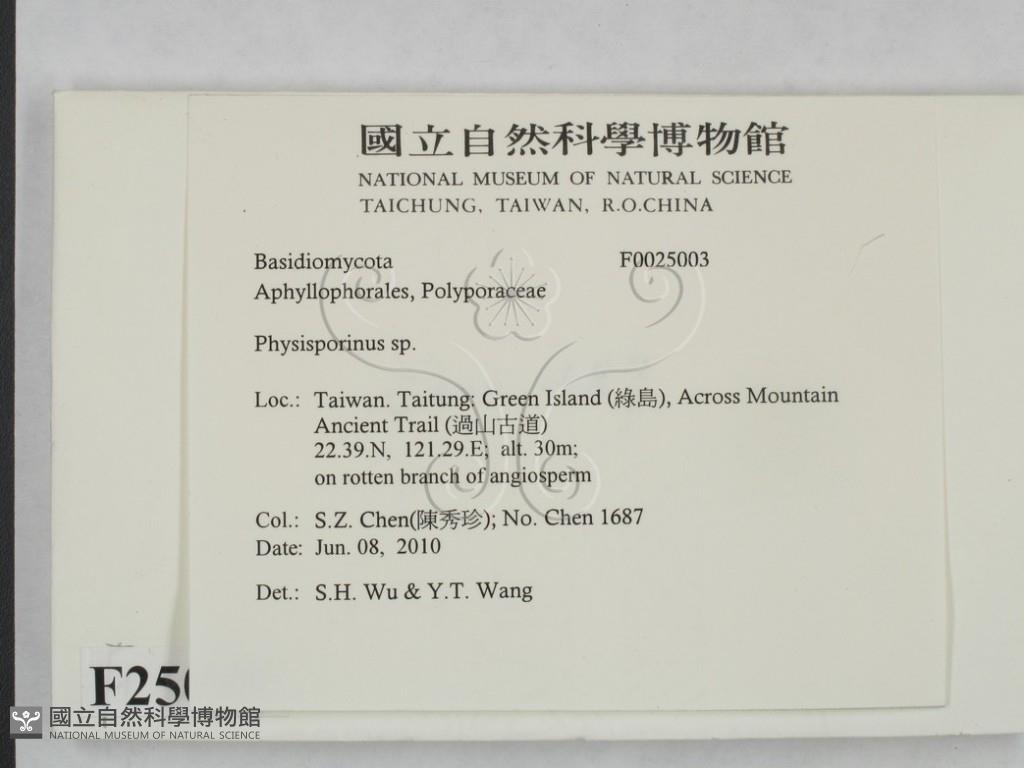 國立自然科學博物館
NATIONAL MUSEUM OF NATURAL SCIENCE
TAICHUNG, TAIWAN, R.O.CHINA
Basidiomycota F0025003
Aphyllophorales, Polyporaceae
Physisporinus sp.
Loc.: Taiwan. Taitung: Green Island (綠島), Across Mountain
Ancient Trail (過山古道)
22.39.N, 121.29.E; alt. 30m;
on rotten branch of angiosperm
Col.: S.Z. Chen(陳秀珍); No. Chen 1687
Date: Jun. 08, 2010
Det.: S.H. Wu & Y.T. Wang
F250
國立自然科學博物館
NATIONAL MUSEUM OF NATURAL SCIENCE